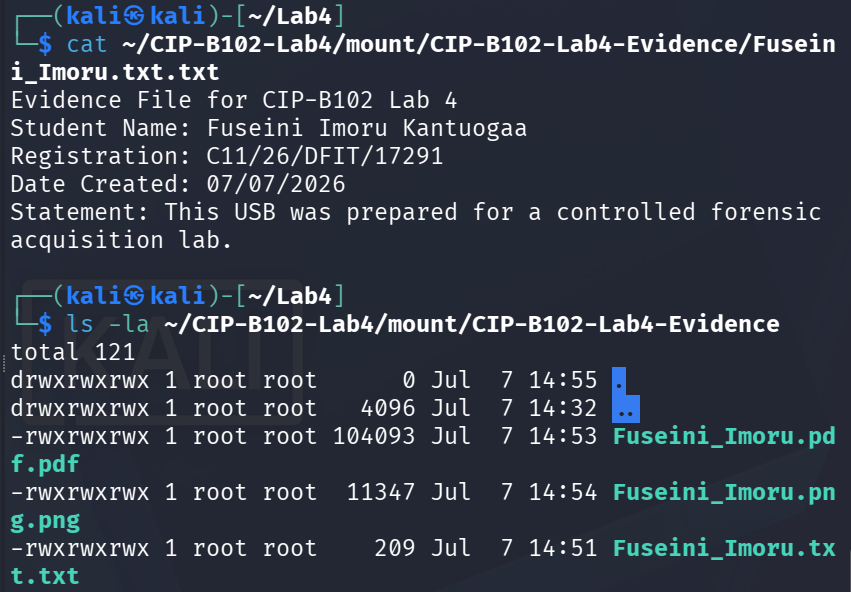 ┌──(kali㉿kali)-[~/Lab4]
└─$ cat ~/CIP-B102-Lab4/mount/CIP-B102-Lab4-Evidence/Fusein
i_Imoru.txt.txt
Evidence File for CIP-B102 Lab 4
Student Name: Fuseini Imoru Kantuogaa
Registration: C11/26/DFIT/17291
Date Created: 07/07/2026
Statement: This USB was prepared for a controlled forensic
acquisition lab.
┌──(kali㉿kali)-[~/Lab4]
└─$ ls -la ~/CIP-B102-Lab4/mount/CIP-B102-Lab4-Evidence
total 121
drwxrwxrwx 1 root root      0 Jul  7 14:55 .
drwxrwxrwx 1 root root   4096 Jul  7 14:32 ..
-rwxrwxrwx 1 root root 104093 Jul  7 14:53 Fuseini_Imoru.pd
f.pdf
-rwxrwxrwx 1 root root  11347 Jul  7 14:54 Fuseini_Imoru.pn
g.png
-rwxrwxrwx 1 root root    209 Jul  7 14:51 Fuseini_Imoru.tx
t.txt
KALI